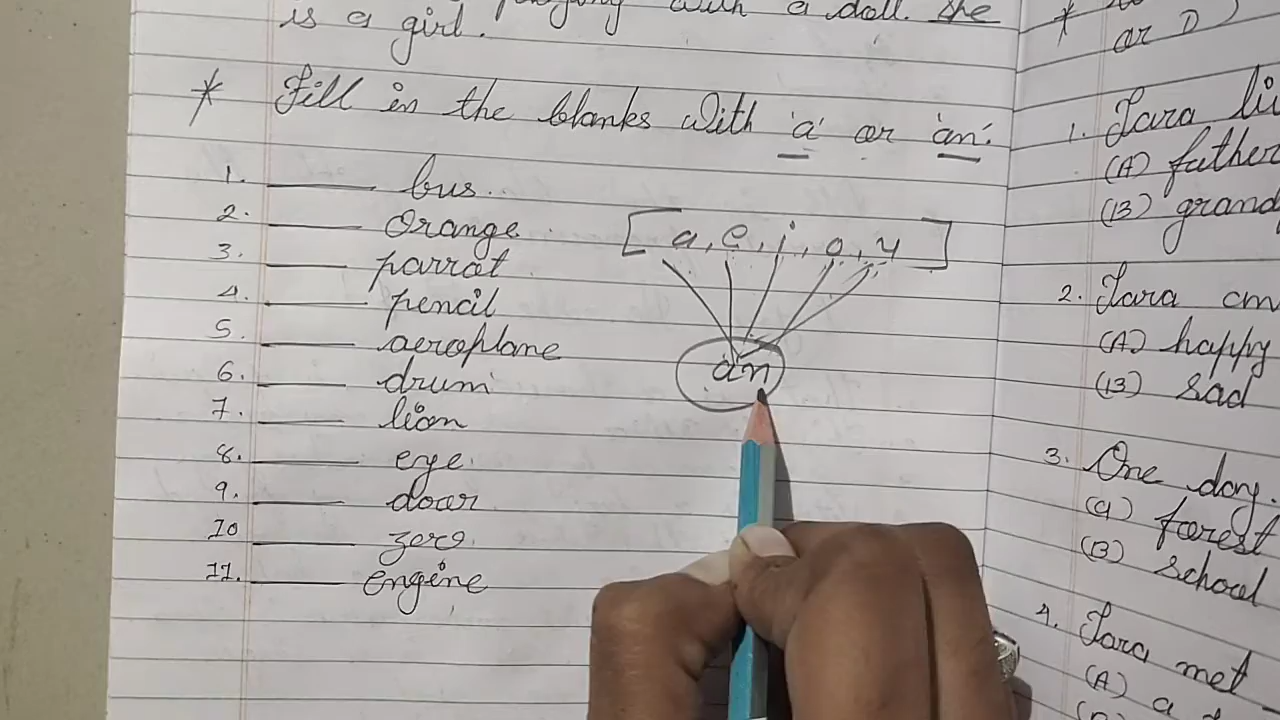 with a doll. She
is a girl.
* Fill in the blanks with 'a' or 'an'.
1. ______ bus.
2. ______ Orange
3. ______ parrot
4. ______ pencil
5. ______ aeroplane
6. ______ drum
7. ______ lion
8. ______ eye.
9. ______ door
10 ______ zero.
11. ______ engine
[a, e, i, o, u]
an
*
or D)
1. Tara
(A) father
(B) grand
2. Tara
(A) happy
(B) sad
3. One day.
(a) forest
(B) school
4. Tara met
(A) a